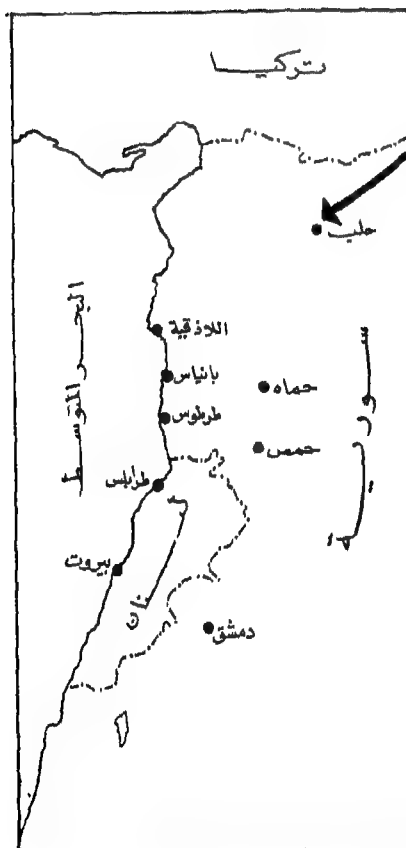 تركيا
حلب
البحر المتوسط
اللاذقية
بانياس
حماه
طرطوس
حمص
سوريا
طرابلس
لبنان
بيروت
دمشق